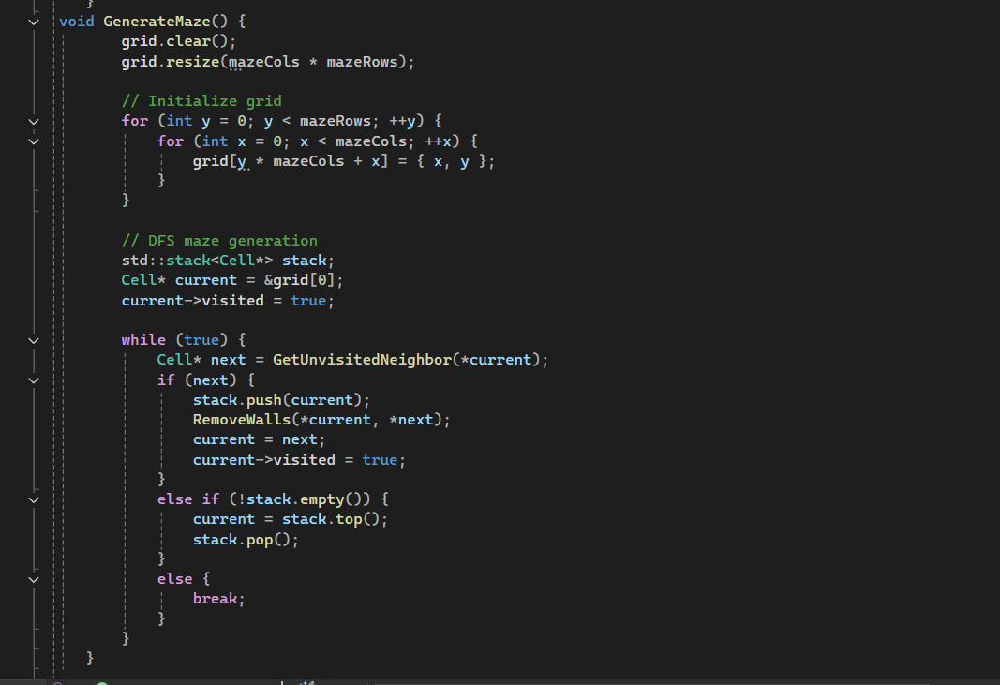 }
void GenerateMaze() {
grid.clear();
grid.resize(mazeCols * mazeRows);
// Initialize grid
for (int y = 0; y < mazeRows; ++y) {
for (int x = 0; x < mazeCols; ++x) {
grid[y * mazeCols + x] = { x, y };
}
}
// DFS maze generation
std::stack<Cell*> stack;
Cell* current = &grid[0];
current->visited = true;
while (true) {
Cell* next = GetUnvisitedNeighbor(*current);
if (next) {
stack.push(current);
RemoveWalls(*current, *next);
current = next;
current->visited = true;
}
else if (!stack.empty()) {
current = stack.top();
stack.pop();
}
else {
break;
}
}
}